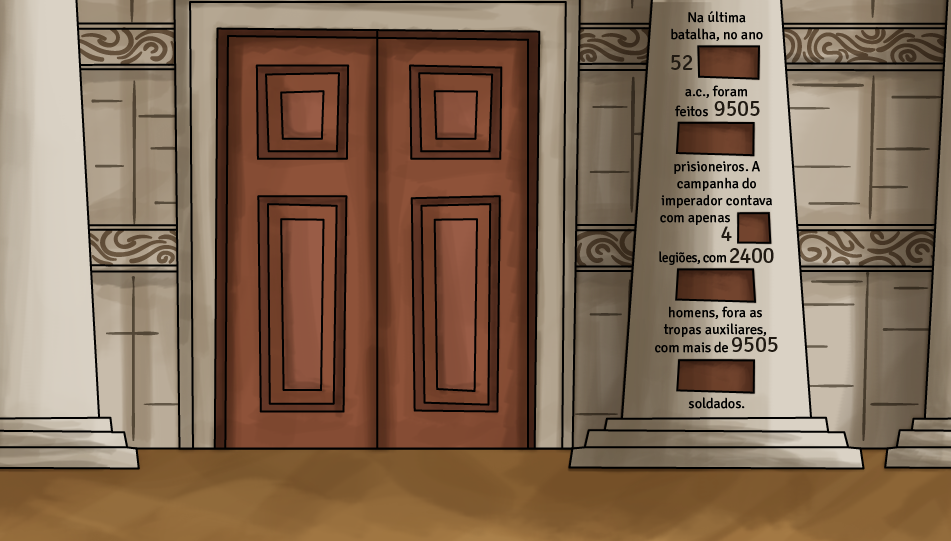 Na última
batalha, no ano
52
a.c., foram
feitos 9505
prisioneiros. A
campanha do
imperador contava
com apenas
4
legiões, com 2400
homens, fora as
tropas auxiliares,
com mais de 9505
soldados.